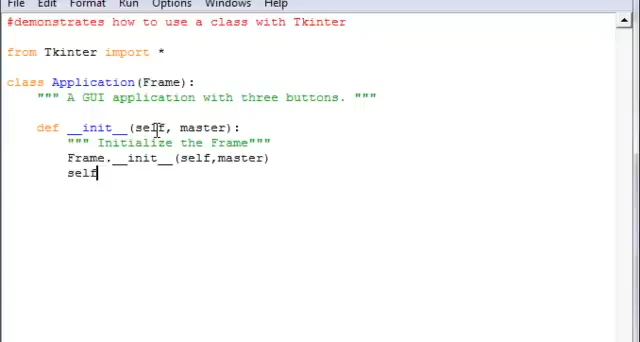 File Edit Format Run Options Windows Help
#demonstrates how to use a class with Tkinter
from Tkinter import *
class Application(Frame):
""" A GUI application with three buttons. """
def __init__(self, master):
""" Initialize the Frame"""
Frame.__init__(self,master)
self